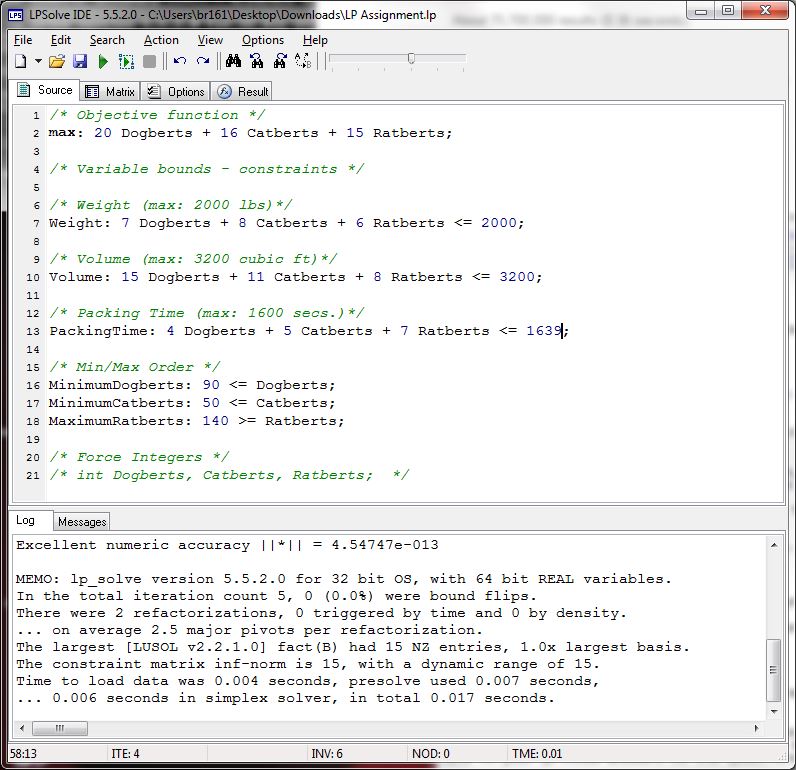 LPSolve IDE - 5.5.2.0 - C:\Users\br161\Desktop\Downloads\LP Assignment.lp
File Edit Search Action View Options Help
Source Matrix Options Result
1 /* Objective function */
2 max: 20 Dogberts + 16 Catberts + 15 Ratberts;
3
4 /* Variable bounds - constraints */
5
6 /* Weight (max: 2000 lbs)*/
7 Weight: 7 Dogberts + 8 Catberts + 6 Ratberts <= 2000;
8
9 /* Volume (max: 3200 cubic ft)*/
10 Volume: 15 Dogberts + 11 Catberts + 8 Ratberts <= 3200;
11
12 /* Packing Time (max: 1600 secs.)*/
13 PackingTime: 4 Dogberts + 5 Catberts + 7 Ratberts <= 1639;
14
15 /* Min/Max Order */
16 MinimumDogberts: 90 <= Dogberts;
17 MinimumCatberts: 50 <= Catberts;
18 MaximumRatberts: 140 >= Ratberts;
19
20 /* Force Integers */
21 /* int Dogberts, Catberts, Ratberts;  */
Log Messages
Excellent numeric accuracy ||*|| = 4.54747e-013
MEMO: lp_solve version 5.5.2.0 for 32 bit OS, with 64 bit REAL variables.
In the total iteration count 5, 0 (0.0%) were bound flips.
There were 2 refactorizations, 0 triggered by time and 0 by density.
... on average 2.5 major pivots per refactorization.
The largest [LUSOL v2.2.1.0] fact(B) had 15 NZ entries, 1.0x largest basis.
The constraint matrix inf-norm is 15, with a dynamic range of 15.
Time to load data was 0.004 seconds, presolve used 0.007 seconds,
... 0.006 seconds in simplex solver, in total 0.017 seconds.
58:13 ITE: 4 INV: 6 NOD: 0 TME: 0.01